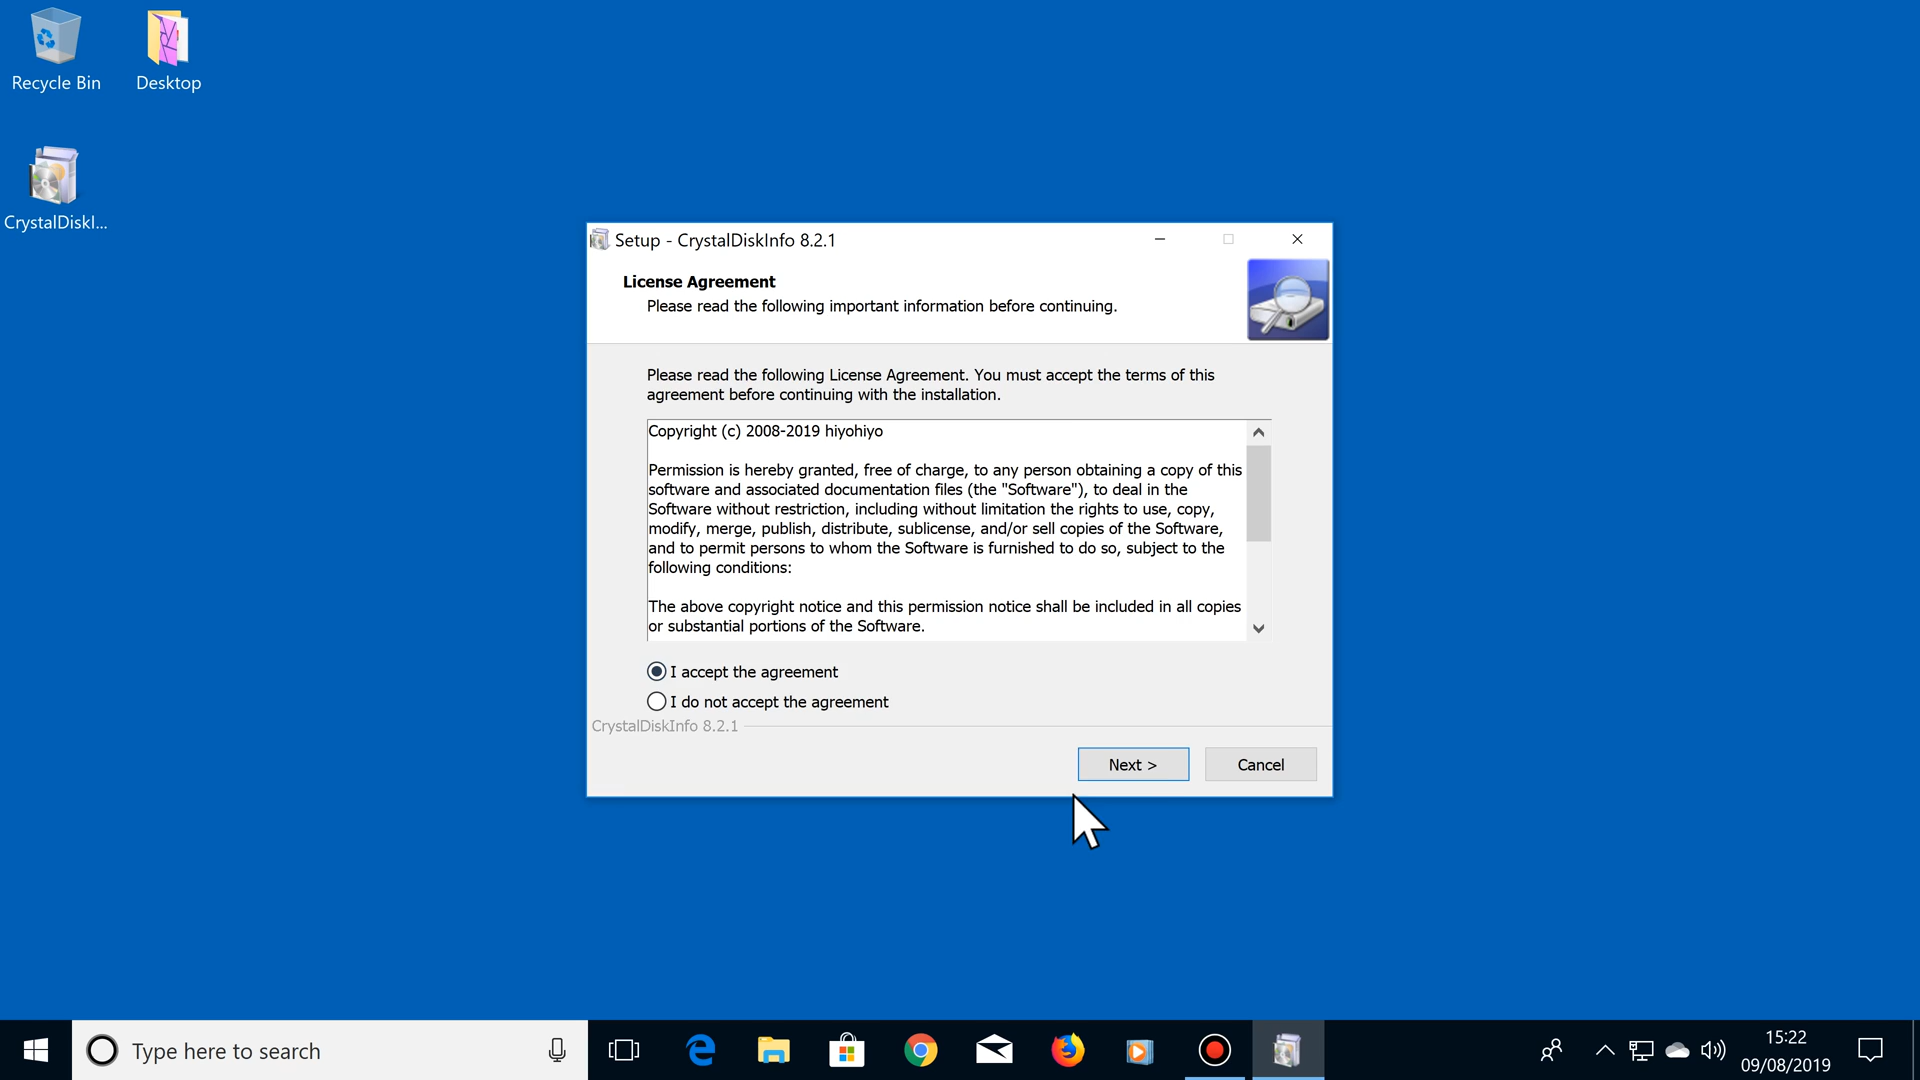 Recycle Bin
Desktop
CrystalDiskI...
Setup - CrystalDiskInfo 8.2.1
License Agreement
Please read the following important information before continuing.
Please read the following License Agreement. You must accept the terms of this
agreement before continuing with the installation.
Copyright (c) 2008-2019 hiyohiyo
Permission is hereby granted, free of charge, to any person obtaining a copy of this
software and associated documentation files (the "Software"), to deal in the
Software without restriction, including without limitation the rights to use, copy,
modify, merge, publish, distribute, sublicense, and/or sell copies of the Software,
and to permit persons to whom the Software is furnished to do so, subject to the
following conditions:
The above copyright notice and this permission notice shall be included in all copies
or substantial portions of the Software.
I accept the agreement
I do not accept the agreement
CrystalDiskInfo 8.2.1
Next >
Cancel
Type here to search
15:22
09/08/2019